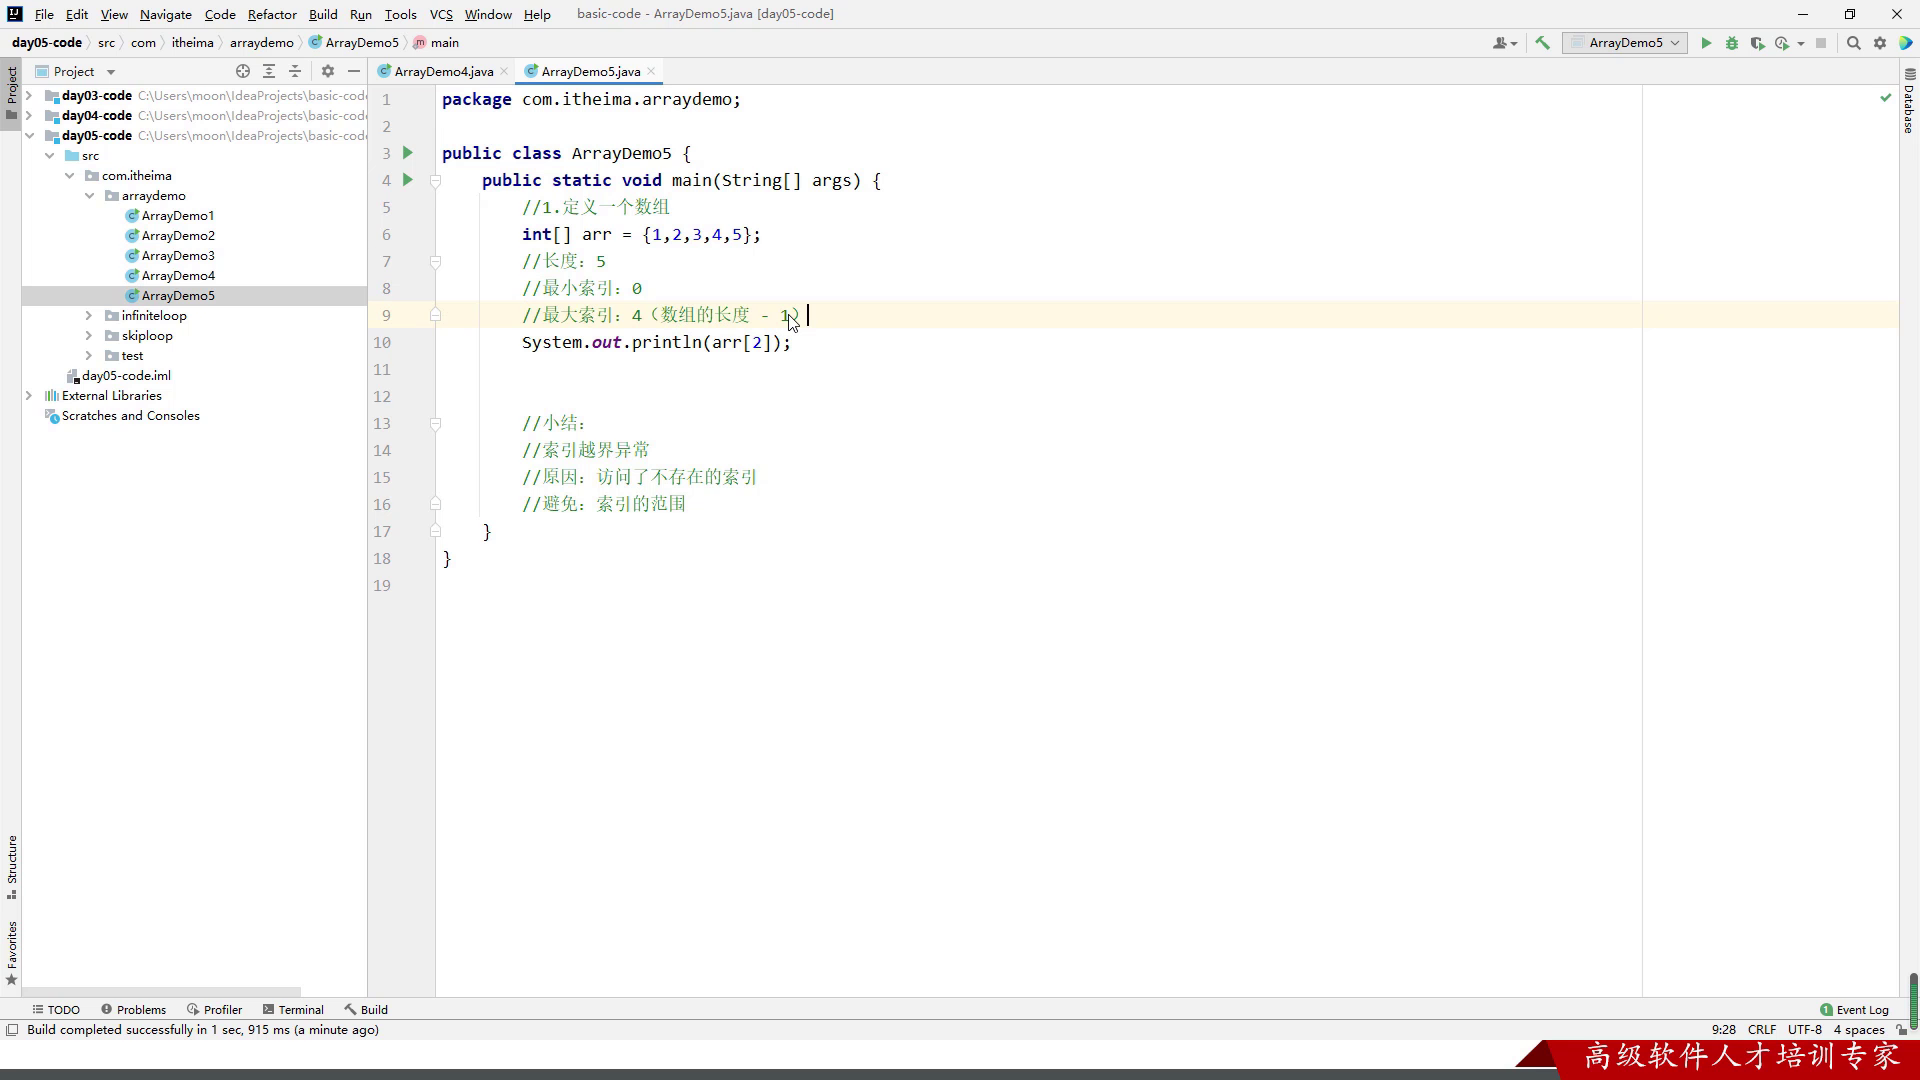 File Edit View Navigate Code Refactor Build Run Tools VCS Window Help basic-code - ArrayDemo5.java [day05-code]
day05-code src com itheima arraydemo ArrayDemo5 main
ArrayDemo5
Project
ArrayDemo4.java
ArrayDemo5.java
Project
Structure
Favorites
Database
day03-code C:\Users\moon\IdeaProjects\basic-code
day04-code C:\Users\moon\IdeaProjects\basic-code
day05-code C:\Users\moon\IdeaProjects\basic-code
src
com.itheima
arraydemo
ArrayDemo1
ArrayDemo2
ArrayDemo3
ArrayDemo4
ArrayDemo5
infiniteloop
skiploop
test
day05-code.iml
External Libraries
Scratches and Consoles
1 package com.itheima.arraydemo;
2
3 public class ArrayDemo5 {
4 public static void main(String[] args) {
5 //1.定义一个数组
6 int[] arr = {1,2,3,4,5};
7 //长度：5
8 //最小索引：0
9 //最大索引：4（数组的长度 - 1）
10 System.out.println(arr[2]);
11
12
13 //小结：
14 //索引越界异常
15 //原因：访问了不存在的索引
16 //避免：索引的范围
17 }
18 }
19
TODO Problems Profiler Terminal Build 1 Event Log
Build completed successfully in 1 sec, 915 ms (a minute ago) 9:28 CRLF UTF-8 4 spaces
高级软件人才培训专家